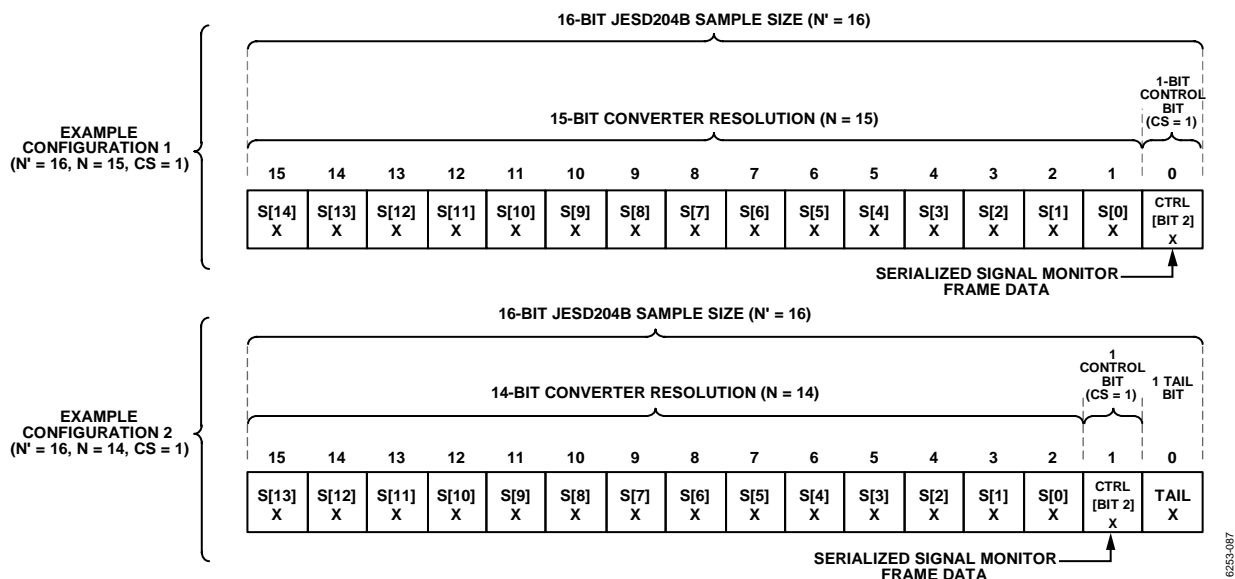 16-BIT JESD204B SAMPLE SIZE (N' = 16)
1-BIT
CONTROL
BIT
(CS = 1)
15-BIT CONVERTER RESOLUTION (N = 15)
EXAMPLE
CONFIGURATION 1
(N' = 16, N = 15, CS = 1)
15 14 13 12 11 10 9 8 7 6 5 4 3 2 1 0
S[14] S[13] S[12] S[11] S[10] S[9] S[8] S[7] S[6] S[5] S[4] S[3] S[2] S[1] S[0] CTRL
[BIT 2]
X X X X X X X X X X X X X X X X
SERIALIZED SIGNAL MONITOR
FRAME DATA
16-BIT JESD204B SAMPLE SIZE (N' = 16)
1
CONTROL
BIT
(CS = 1)
1 TAIL
BIT
14-BIT CONVERTER RESOLUTION (N = 14)
EXAMPLE
CONFIGURATION 2
(N' = 16, N = 14, CS = 1)
15 14 13 12 11 10 9 8 7 6 5 4 3 2 1 0
S[13] S[12] S[11] S[10] S[9] S[8] S[7] S[6] S[5] S[4] S[3] S[2] S[1] S[0] CTRL TAIL
[BIT 2]
X X X X X X X X X X X X X X X X
SERIALIZED SIGNAL MONITOR
FRAME DATA
6253-087